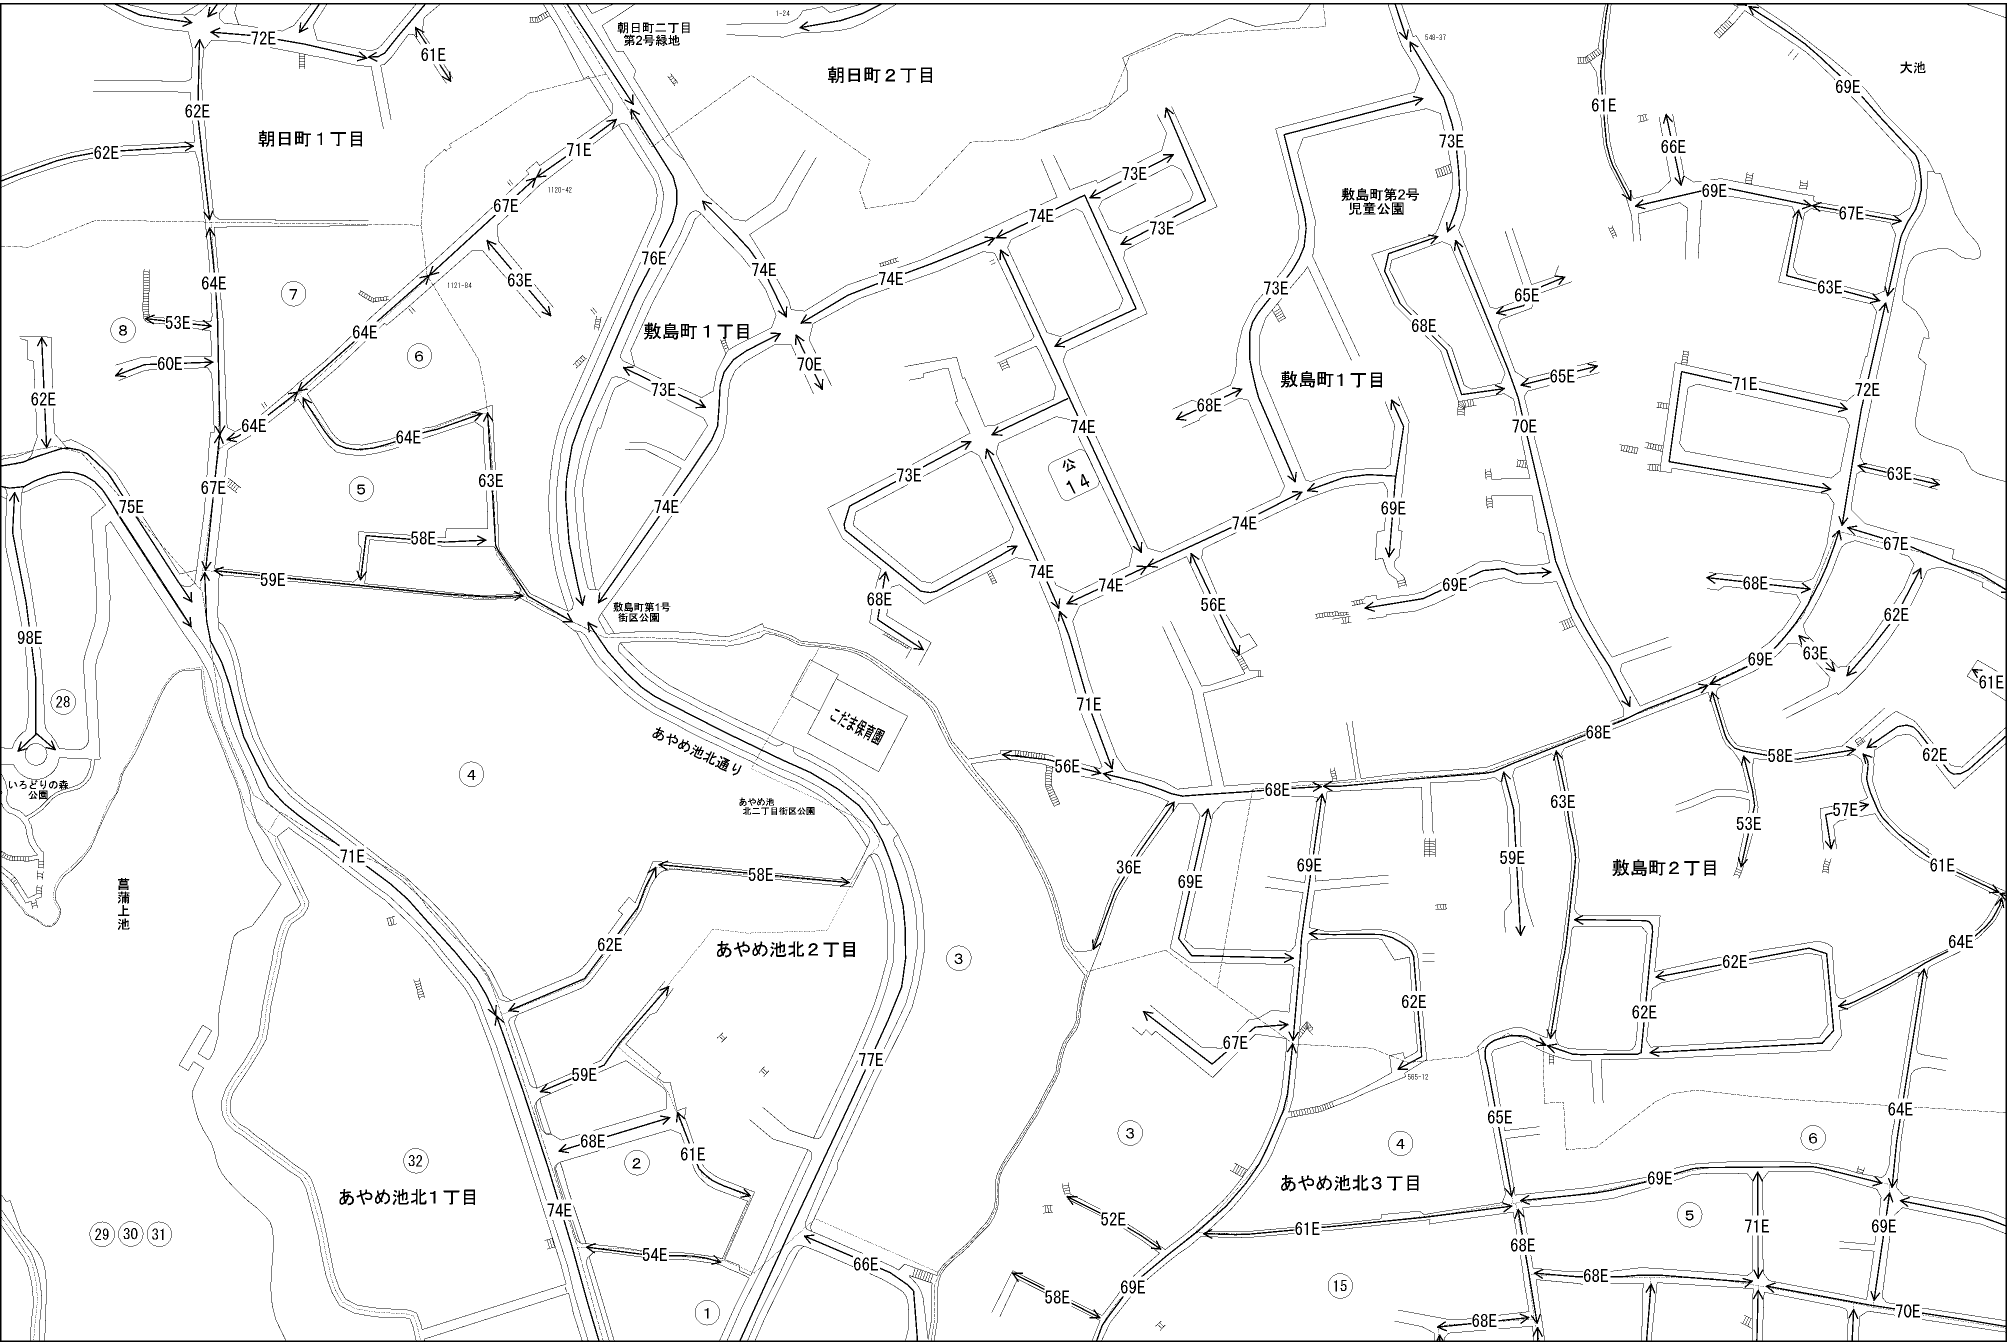 1-24
朝日町二丁目
第2号緑地
549-37
72E
61E
朝日町２丁目
大池
69E
62E
61E
朝日町１丁目
71E
73E
66E
62E
73E
1120-42
敷島町第2号
児童公園
69E
67E
74E
73E
67E
76E
74E
74E
64E
63E
1121-84
73E
65E
63E
⑦
⑧
53E
64E
敷島町１丁目
68E
60E
⑥
70E
73E
敷島町１丁目
65E
71E
72E
62E
64E
64E
68E
74E
70E
公
14
63E
67E
⑤
63E
73E
75E
74E
69E
74E
58E
67E
59E
74E
74E
69E
68E
68E
56E
敷島町第1号
街区公園
62E
98E
63E
69E
61E
㉘
71E
こだま保育園
あやめ池北通り
68E
58E
62E
④
56E
いろどりの森
公園
68E
あやめ池
北二丁目街区公園
63E
57E
53E
71E
59E
36E
69E
69E
敷島町２丁目
61E
58E
菖蒲上池
62E
あやめ池北２丁目
③
64E
62E
62E
62E
67E
77E
59E
565-12
64E
65E
③
④
⑥
68E
61E
②
㉜
あやめ池北１丁目
あやめ池北３丁目
69E
74E
52E
61E
⑤
71E
69E
㉙
㉚
㉛
54E
66E
68E
68E
⑮
69E
58E
①
68E
70E